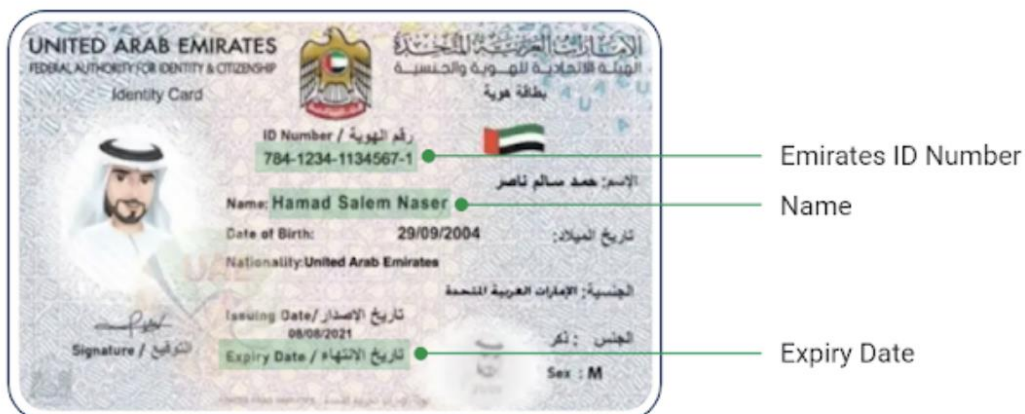 UNITED ARAB EMIRATES
الإمارات العربية المتحدة
FEDERAL AUTHORITY FOR IDENTITY & CITIZENSHIP
الهيئة الاتحادية للهوية والجنسية
Identity Card
بطاقة هوية
ID Number / رقم الهوية
784-1234-1134567-1
Emirates ID Number
الإسم: حمد سالم ناصر
Name: Hamad Salem Naser
Name
Date of Birth: 29/09/2004 تاريخ الميلاد:
Nationality: United Arab Emirates
الجنسية: الإمارات العربية المتحدة
Issuing Date / تاريخ الاصدار
08/08/2021
الجنس : ذكر
Signature / التوقيع
Expiry Date / تاريخ الانتهاء
Expiry Date
Sex : M